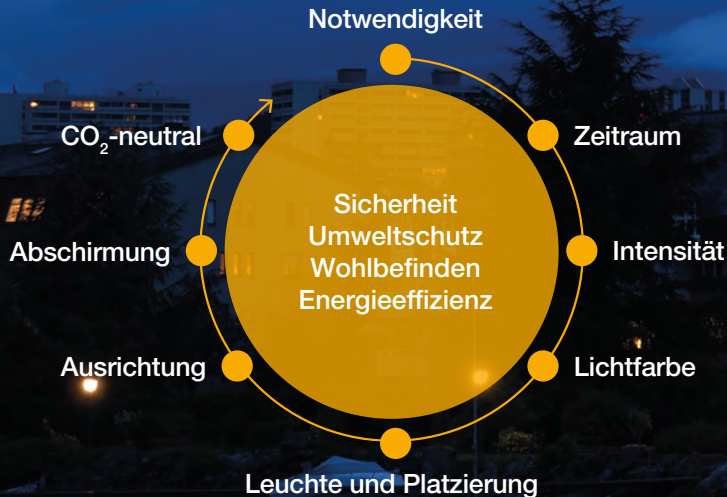 Notwendigkeit
Zeitraum
Intensität
Lichtfarbe
Leuchte und Platzierung
Ausrichtung
Abschirmung
CO₂-neutral
Sicherheit
Umweltschutz
Wohlbefinden
Energieeffizienz